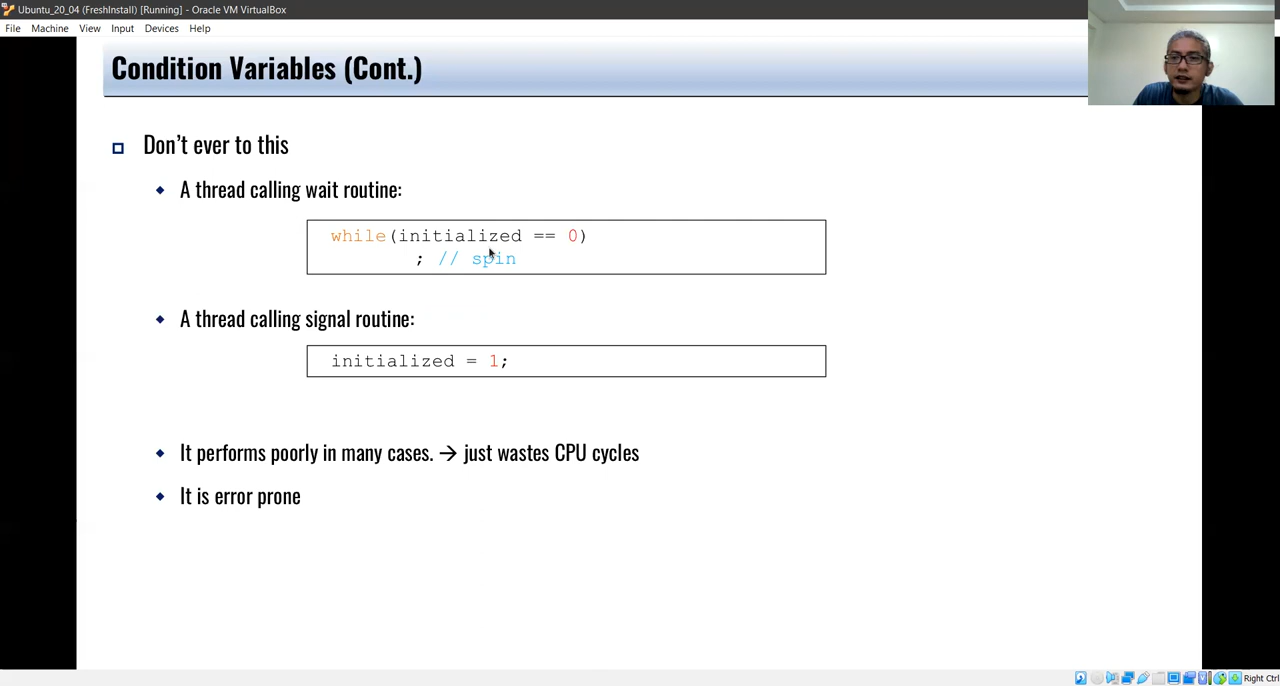 Ubuntu_20_04 (FreshInstall) [Running] - Oracle VM VirtualBox
File Machine View Input Devices Help
Condition Variables (Cont.)
Don't ever to this
A thread calling wait routine:
while(initialized == 0)
; // spin
A thread calling signal routine:
initialized = 1;
It performs poorly in many cases. → just wastes CPU cycles
It is error prone
Right Ctrl